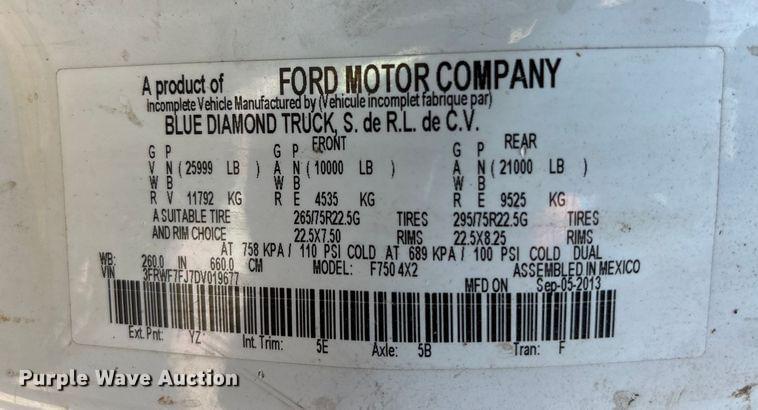 A product of FORD MOTOR COMPANY
Incomplete Vehicle Manufactured by (Vehicule incomplet fabrique par)
BLUE DIAMOND TRUCK, S. de R.L. de C.V.
FRONT REAR
G P G P G P
V N ( 25999 LB ) A N ( 10000 LB ) A N ( 21000 LB )
W B W B W B
R V 11792 KG R E 4535 KG R E 9525 KG
A SUITABLE TIRE 265/75R22.5G TIRES 295/75R22.5G TIRES
AND RIM CHOICE 22.5X7.50 RIMS 22.5X8.25 RIMS
AT 758 KPA/ 110 PSI COLD AT 689 KPA/ 100 PSI COLD DUAL
WB: 260.0 IN 660.0 CM MODEL: F750 4X2 ASSEMBLED IN MEXICO
VIN 3FRWF7FJ7DV019677 MFD ON Sep-05-2013
Ext. Pnt: YZ Int. Trim: 5E Axle: 5B Tran: F
Purple Wave Auction